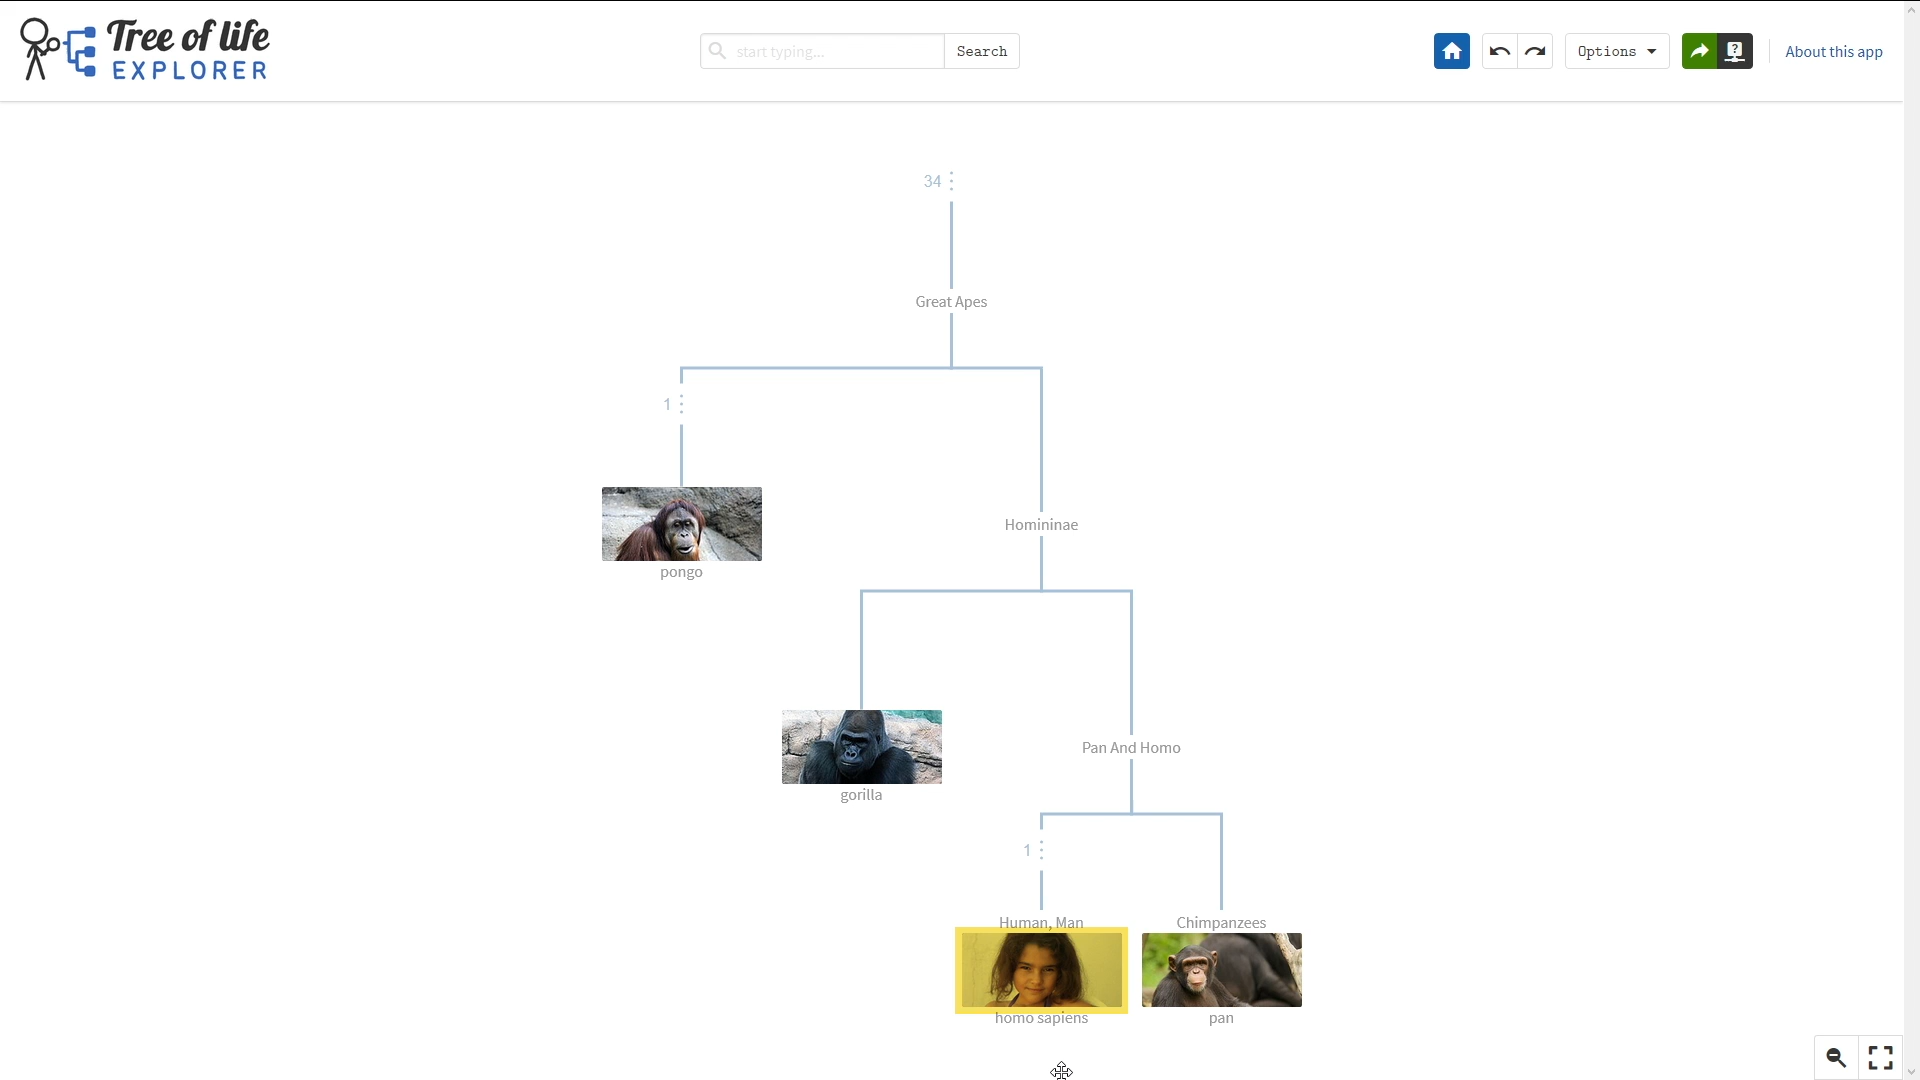 Tree of life
EXPLORER
start typing...
Search
Options
?
About this app
34
Great Apes
1
pongo
Homininae
gorilla
Pan And Homo
1
Human, Man
Chimpanzees
homo sapiens
pan